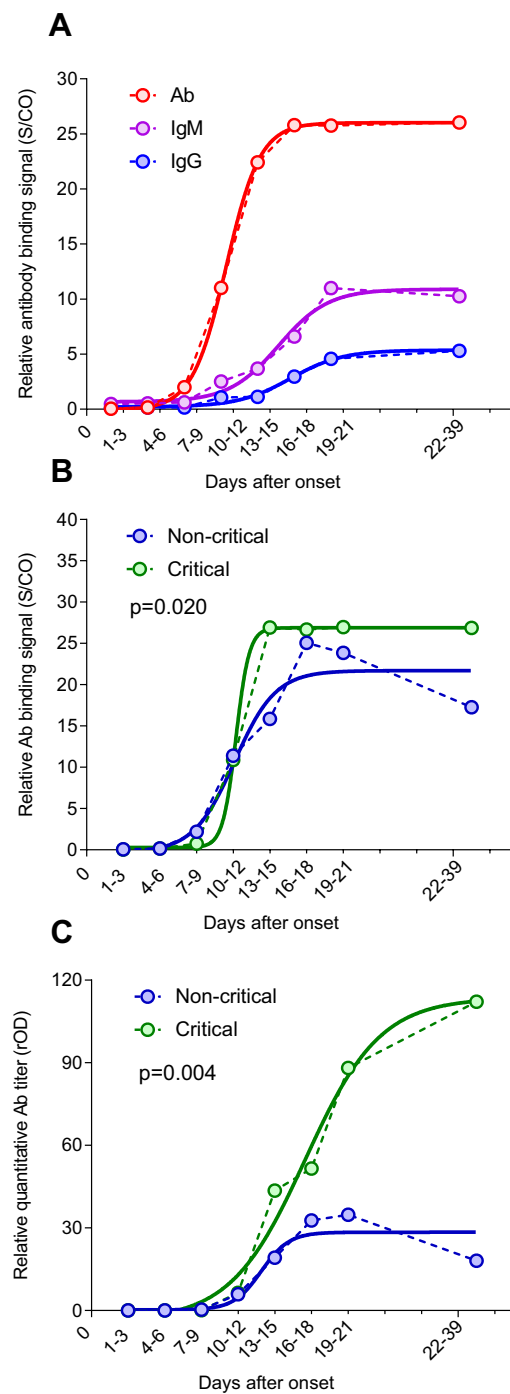 A
Relative antibody binding signal (S/CO)
30
25
20
15
10
5
0
Ab
IgM
IgG
0
1-3
4-6
7-9
10-12
13-15
16-18
19-21
22-39
Days after onset
B
Relative Ab binding signal (S/CO)
40
35
30
25
20
15
10
5
0
Non-critical
Critical
p=0.020
0
1-3
4-6
7-9
10-12
13-15
16-18
19-21
22-39
Days after onset
C
Relative quantitative Ab titer (rOD)
120
90
60
30
0
Non-critical
Critical
p=0.004
0
1-3
4-6
7-9
10-12
13-15
16-18
19-21
22-39
Days after onset